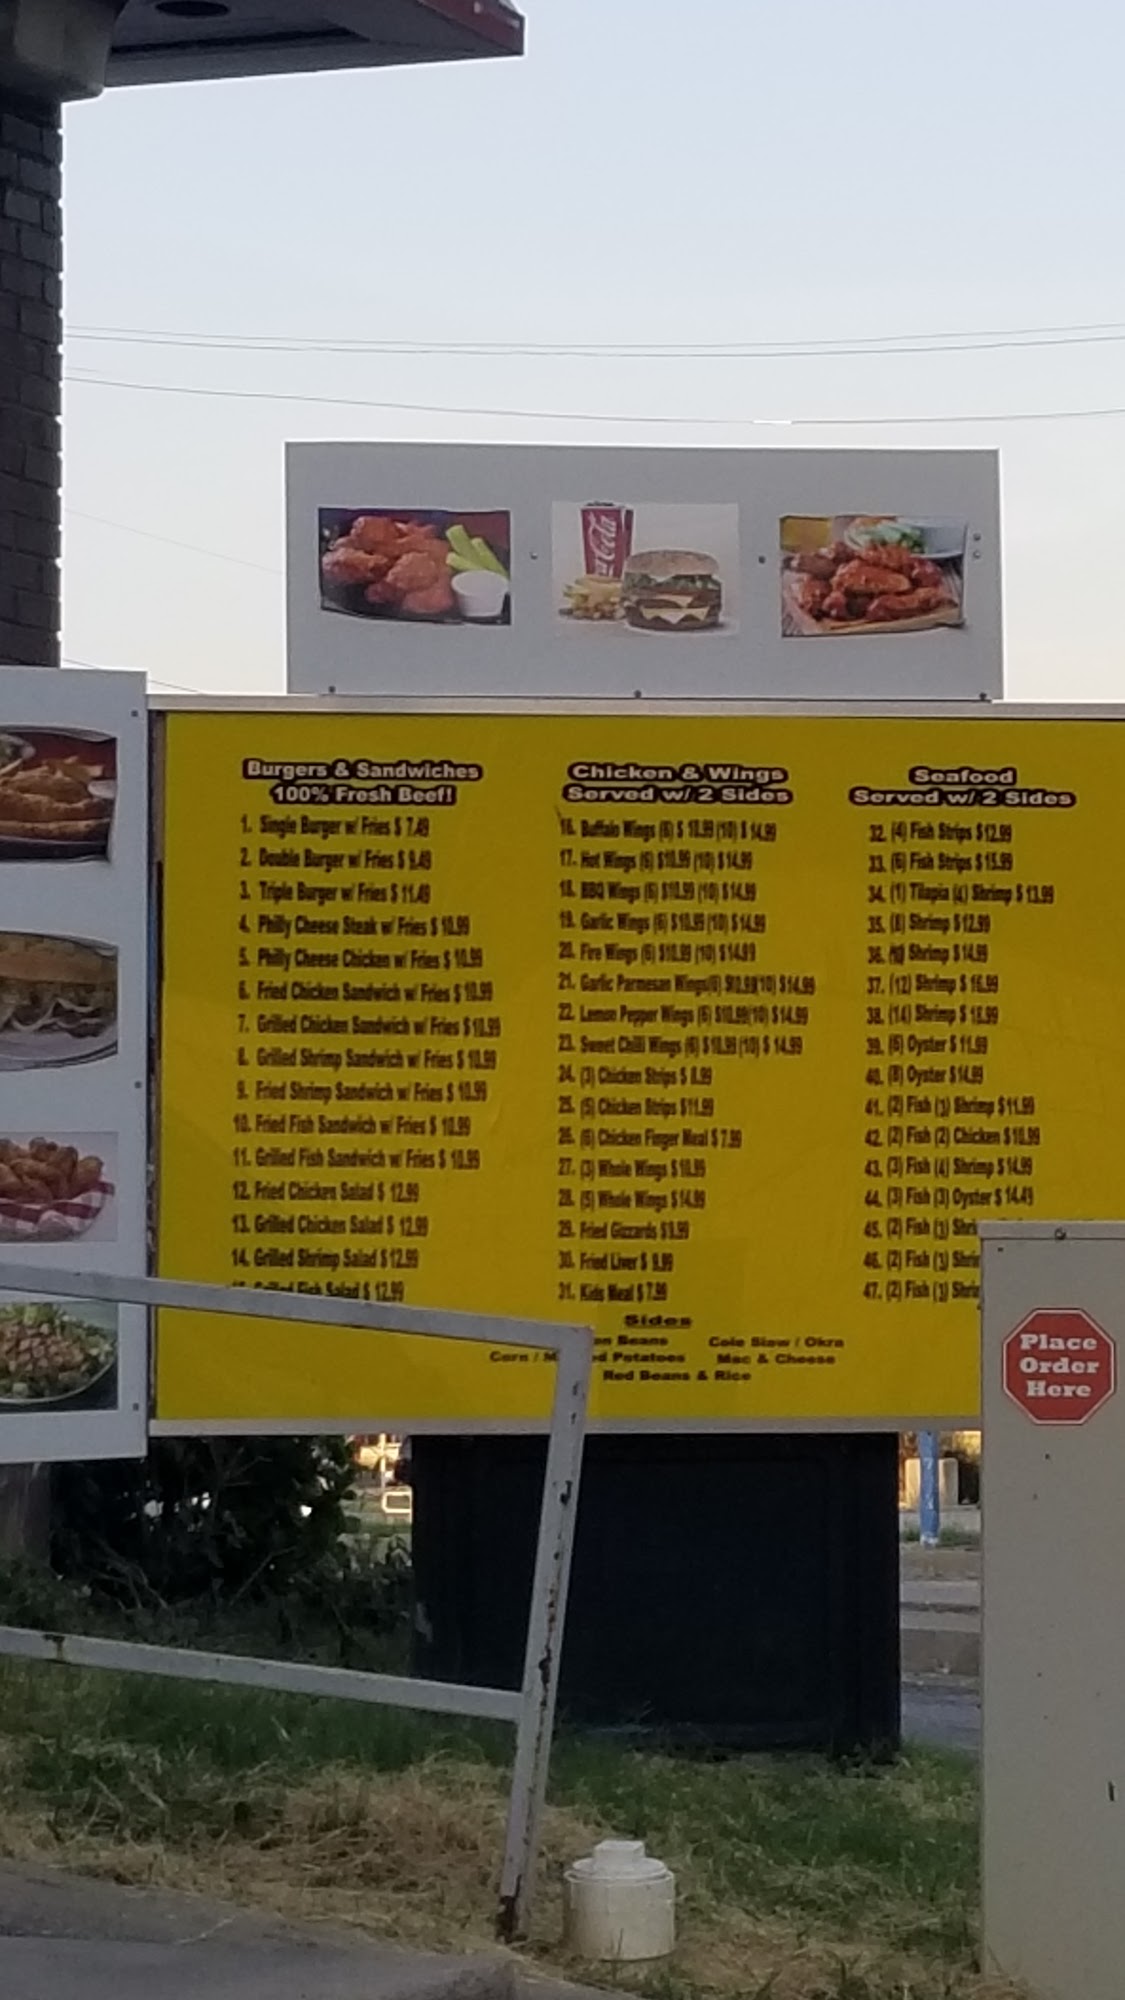 Coca-Cola
Burgers & Sandwiches
100% Fresh Beef!
1. Single Burger w/ Fries $ 7.49
2. Double Burger w/ Fries $ 9.49
3. Triple Burger w/ Fries $ 11.49
4. Philly Cheese Steak w/ Fries $ 10.99
5. Philly Cheese Chicken w/ Fries $ 10.99
6. Fried Chicken Sandwich w/ Fries $ 10.99
7. Grilled Chicken Sandwich w/ Fries $10.99
8. Grilled Shrimp Sandwich w/ Fries $ 10.99
9. Fried Shrimp Sandwich w/ Fries $ 10.99
10. Fried Fish Sandwich w/ Fries $ 10.99
11. Grilled Fish Sandwich w/ Fries $ 10.99
12. Fried Chicken Salad $ 12.99
13. Grilled Chicken Salad $ 12.99
14. Grilled Shrimp Salad $12.99
Grilled Fish Salad $ 12.99
Chicken & Wings
Served w/ 2 Sides
16. Buffalo Wings (6) $ 10.99 (10) $ 14.99
17. Hot Wings (6) $10.99 (10) $14.99
18. BBQ Wings (6) $10.99 (10) $14.99
19. Garlic Wings (6) $10.99 (10) $14.99
20. Fire Wings (6) $10.99 (10) $14.99
21. Garlic Parmesan Wings(6) $10.99(10) $14.99
22. Lemon Pepper Wings (6) $10.99(10) $14.99
23. Sweet Chili Wings (6) $10.99 (10) $ 14.99
24. (3) Chicken Strips $ 8.99
25. (5) Chicken Strips $11.99
26. (6) Chicken Finger Meal $ 7.99
27. (3) Whole Wings $ 10.99
28. (5) Whole Wings $14.99
29. Fried Gizzards $9.99
30. Fried Liver $ 9.99
31. Kids Meal $ 7.99
Seafood
Served w/ 2 Sides
32. (4) Fish Strips $12.99
33. (6) Fish Strips $15.99
34. (1) Tilapia (4) Shrimp $ 13.99
35. (8) Shrimp $12.99
36. (10) Shrimp $14.99
37. (12) Shrimp $ 16.99
38. (14) Shrimp $ 18.99
39. (6) Oyster $ 11.99
40. (8) Oyster $14.99
41. (2) Fish (3) Shrimp $11.99
42. (2) Fish (2) Chicken $10.99
43. (3) Fish (4) Shrimp $ 14.99
44. (3) Fish (3) Oyster $ 14.49
45. (2) Fish (3) Shri
46. (2) Fish (3) Shrim
47. (2) Fish (3) Shrim
Sides
en Beans Cole Slaw / Okra
Corn / M ed Potatoes Mac & Cheese
Red Beans & Rice
Place
Order
Here